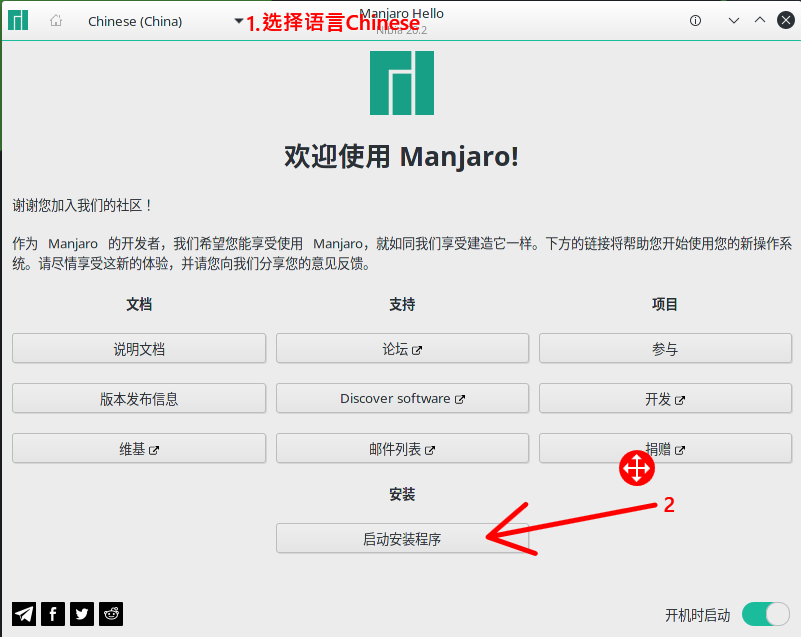 Chinese (China)
1.选择语言Chinese
Manjaro Hello
Nibia 20.2
欢迎使用 Manjaro!
谢谢您加入我们的社区！
作为 Manjaro 的开发者，我们希望您能享受使用 Manjaro，就如同我们享受建造它一样。下方的链接将帮助您开始使用您的新操作系
统。请尽情享受这新的体验，并请您向我们分享您的意见反馈。
文档 支持 项目
说明文档 论坛 参与
版本发布信息 Discover software 开发
维基 邮件列表 捐赠
安装
2
启动安装程序
开机时启动